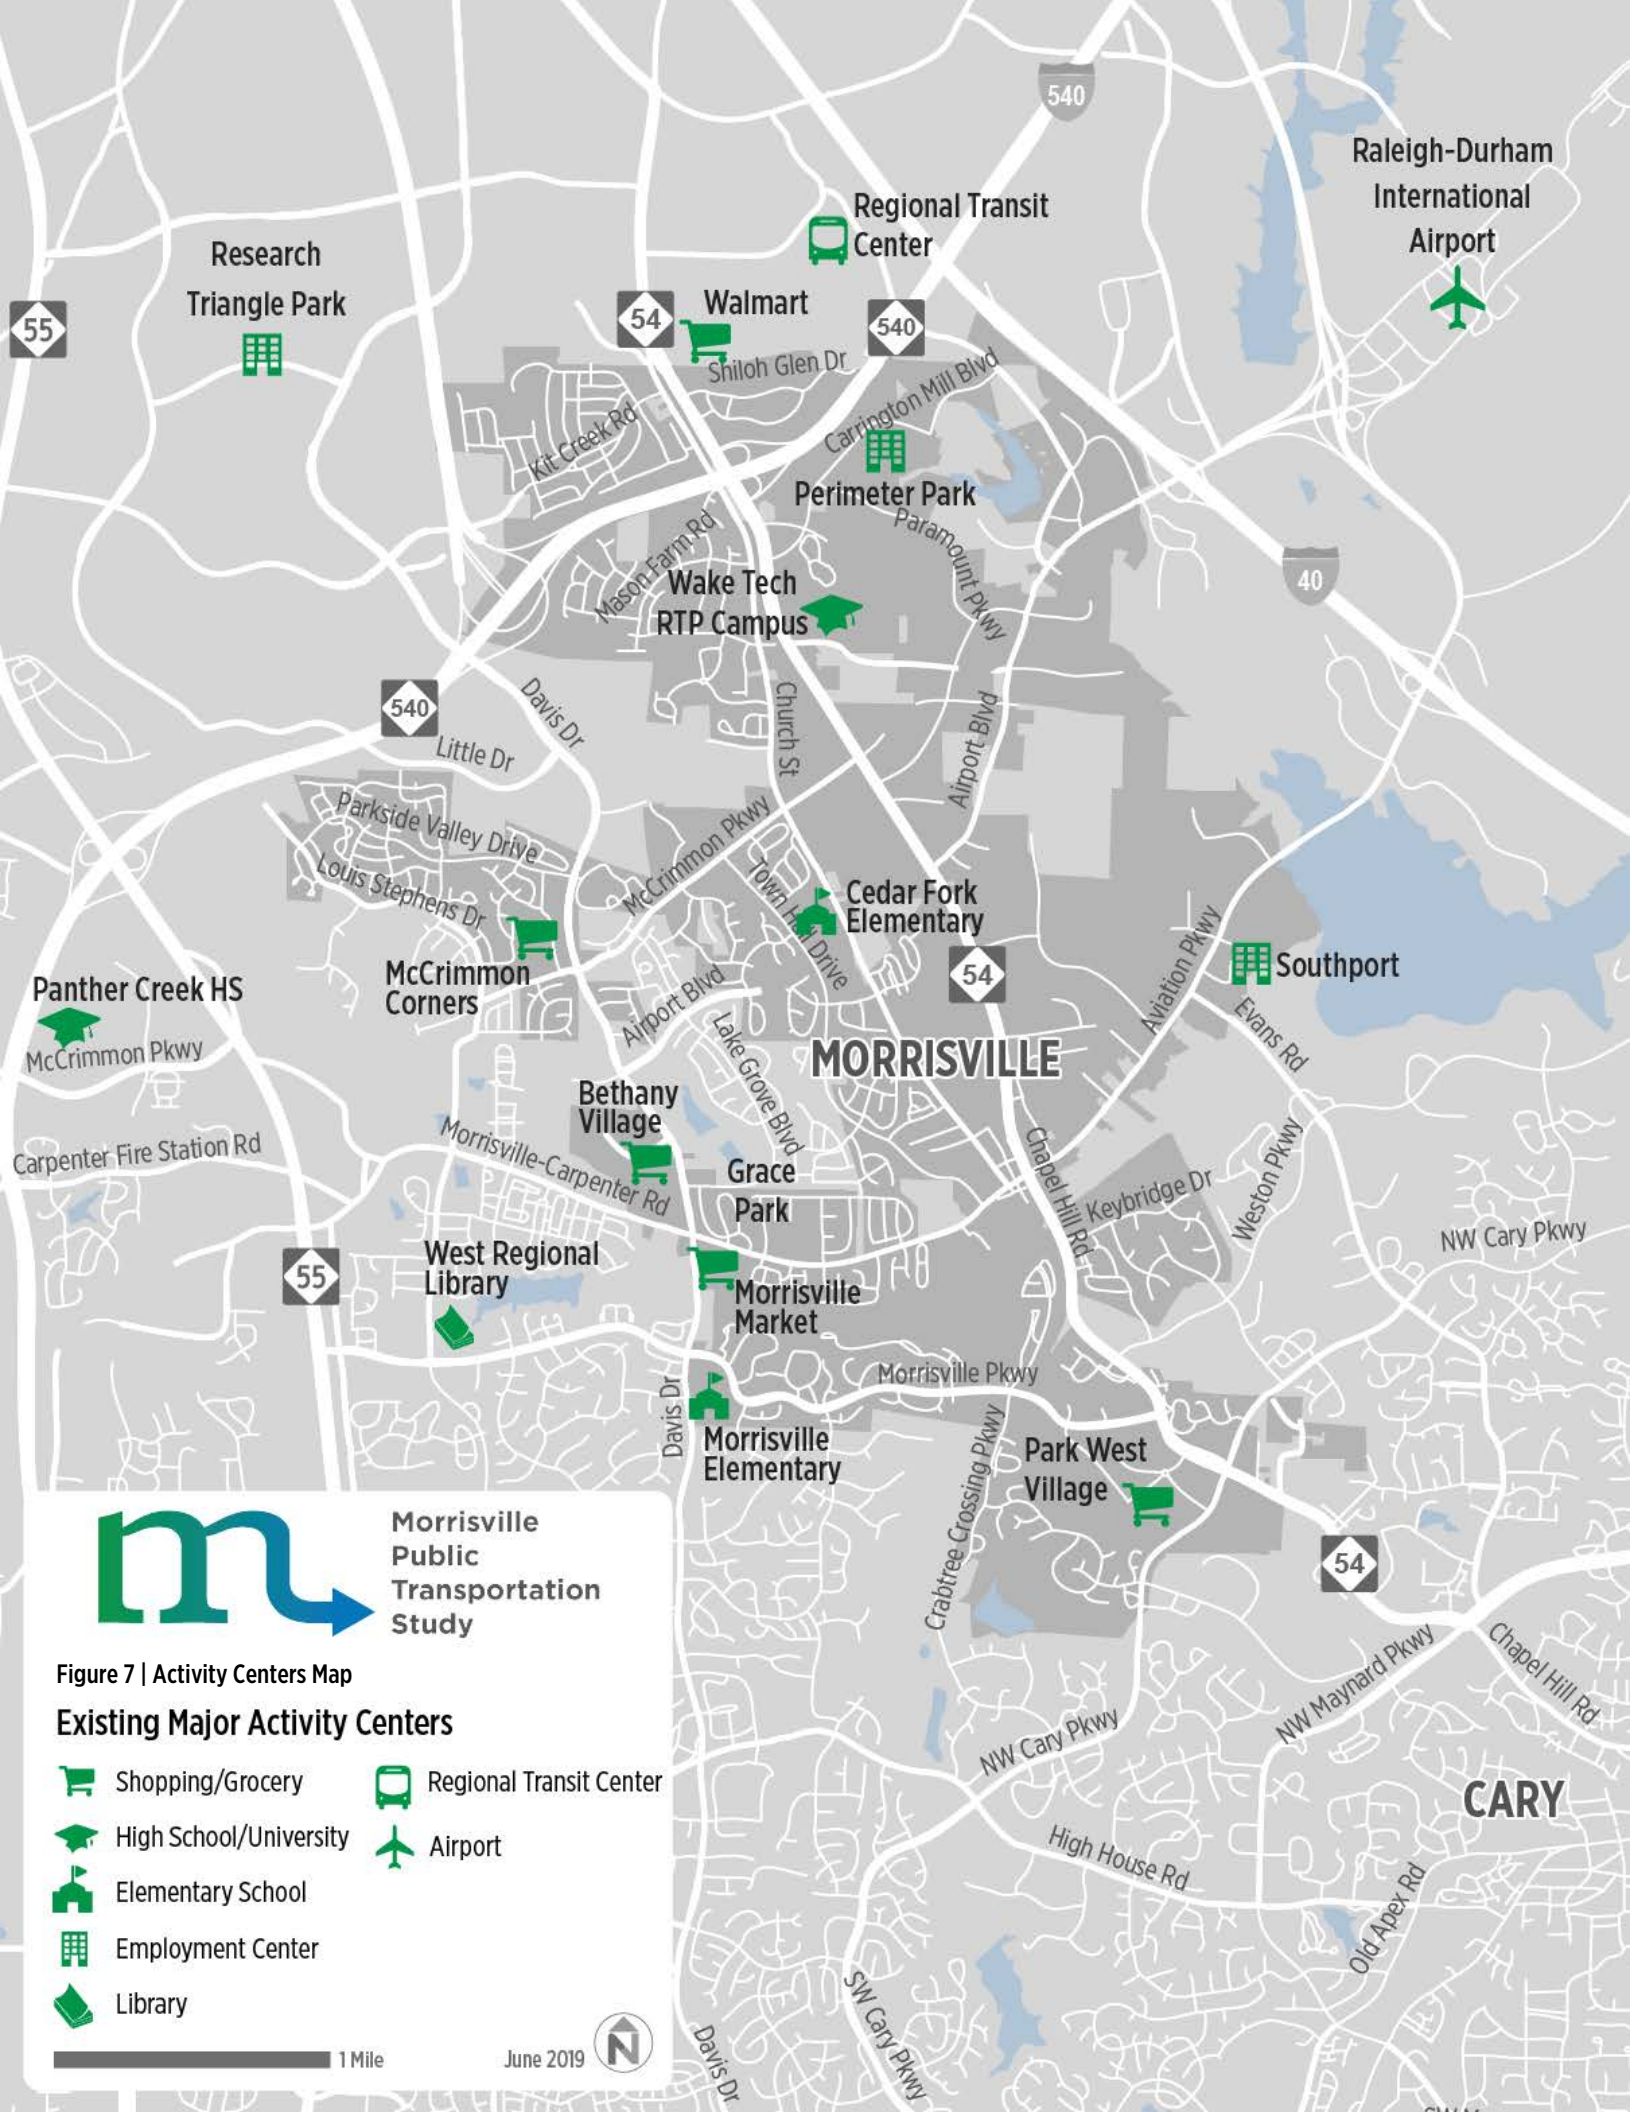 540
Raleigh-Durham
International
Airport
Regional Transit
Center
Research
Triangle Park
55
54
Walmart
540
Shiloh Glen Dr
Carrington Mill Blvd
Kit Creek Rd
Perimeter Park
Paramount Pkwy
Mason Farm Rd
40
Wake Tech
RTP Campus
540
Davis Dr
Church St
Airport Blvd
Little Dr
Parkside Valley Drive
McCrimmon Pkwy
Louis Stephens Dr
Town Hall Drive
Cedar Fork
Elementary
54
Aviation Pkwy
Southport
McCrimmon
Corners
Panther Creek HS
McCrimmon Pkwy
Airport Blvd
Lake Grove Blvd
Evans Rd
MORRISVILLE
Bethany
Village
Morrisville-Carpenter Rd
Carpenter Fire Station Rd
Grace
Park
Chapel Hill Rd
Keybridge Dr
Weston Pkwy
NW Cary Pkwy
55
West Regional
Library
Morrisville
Market
Morrisville Pkwy
Davis Dr
Morrisville
Elementary
Crabtree Crossing Pkwy
Park West
Village
54
Chapel Hill Rd
NW Maynard Pkwy
NW Cary Pkwy
CARY
High House Rd
Old Apex Rd
SW Cary Pkwy
Davis Dr
Morrisville
Public
Transportation
Study
Figure 7 | Activity Centers Map
Existing Major Activity Centers
Shopping/Grocery
High School/University
Elementary School
Employment Center
Library
Regional Transit Center
Airport
1 Mile
June 2019
N